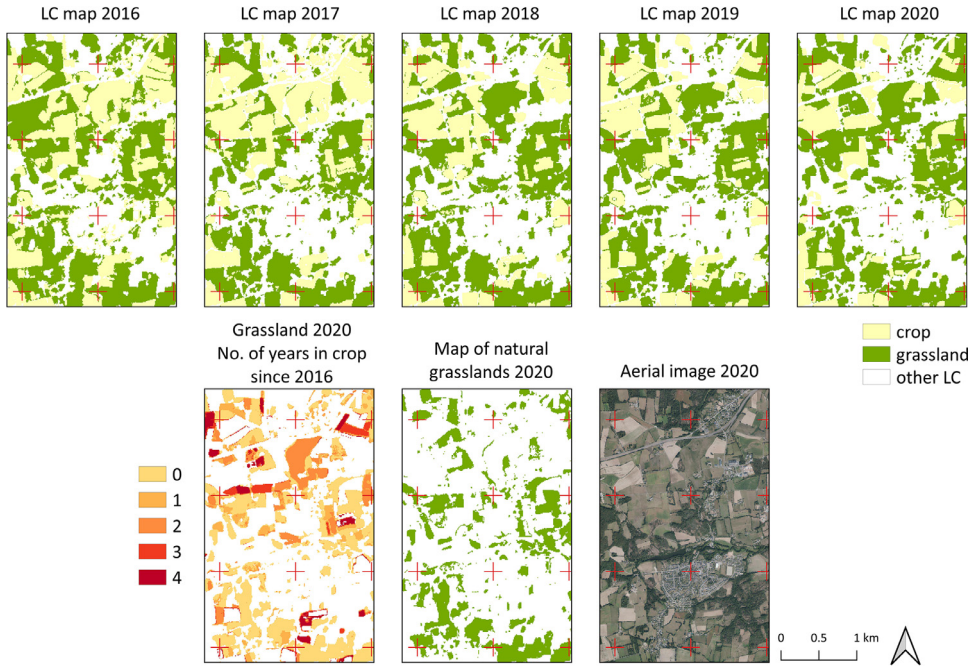 LC map 2016
LC map 2017
LC map 2018
LC map 2019
LC map 2020
crop
grassland
other LC
Grassland 2020
No. of years in crop
since 2016
Map of natural
grasslands 2020
Aerial image 2020
0
1
2
3
4
0 0.5 1 km